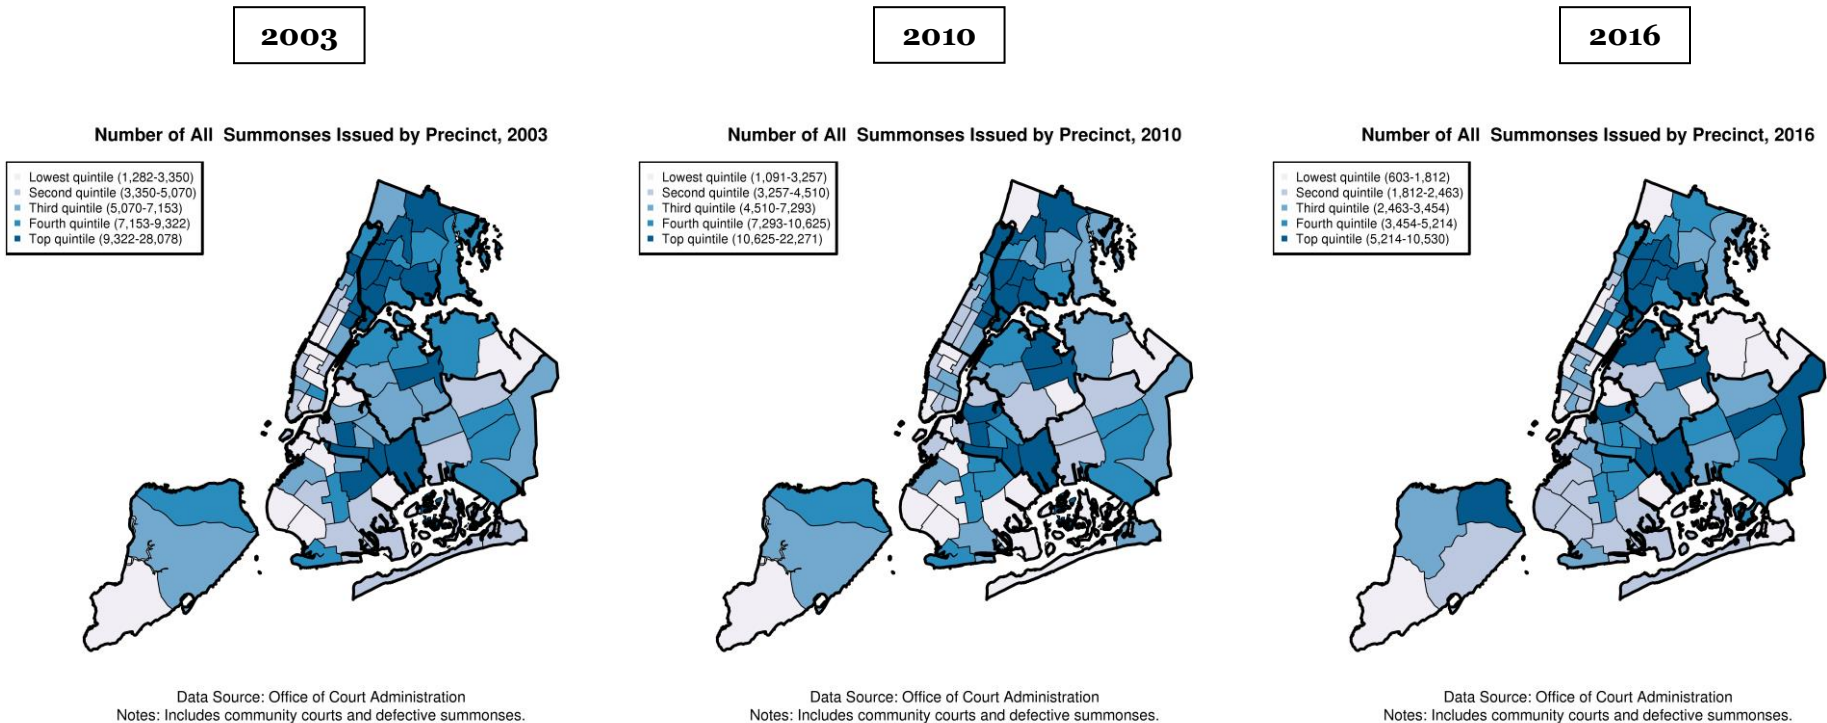 2003
2010
2016
Number of All Summonses Issued by Precinct, 2003
Lowest quintile (1,282-3,350)
Second quintile (3,350-5,070)
Third quintile (5,070-7,153)
Fourth quintile (7,153-9,322)
Top quintile (9,322-28,078)
Data Source: Office of Court Administration
Notes: Includes community courts and defective summonses.
Number of All Summonses Issued by Precinct, 2010
Lowest quintile (1,091-3,257)
Second quintile (3,257-4,510)
Third quintile (4,510-7,293)
Fourth quintile (7,293-10,625)
Top quintile (10,625-22,271)
Data Source: Office of Court Administration
Notes: Includes community courts and defective summonses.
Number of All Summonses Issued by Precinct, 2016
Lowest quintile (603-1,812)
Second quintile (1,812-2,463)
Third quintile (2,463-3,454)
Fourth quintile (3,454-5,214)
Top quintile (5,214-10,530)
Data Source: Office of Court Administration
Notes: Includes community courts and defective summonses.